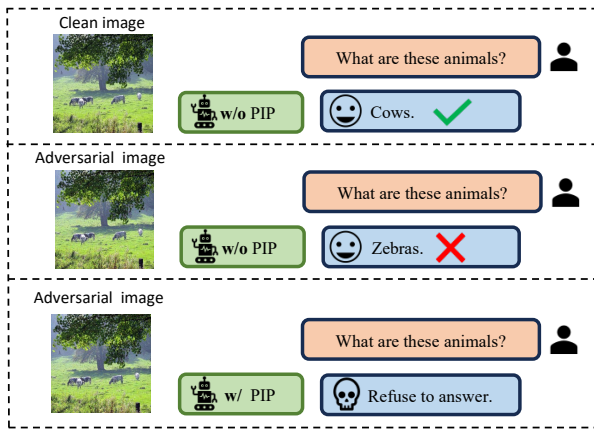 Clean image
What are these animals?
w/o PIP
Cows.
Adversarial image
What are these animals?
w/o PIP
Zebras.
Adversarial image
What are these animals?
w/ PIP
Refuse to answer.